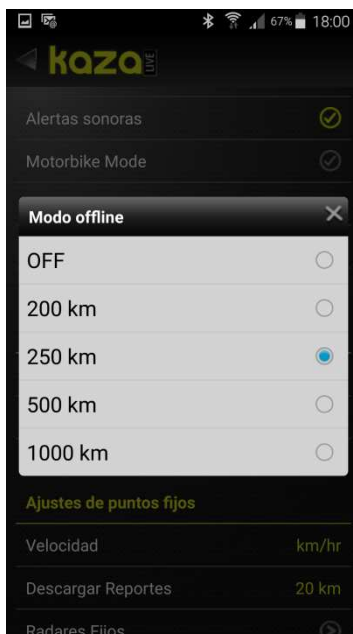 67% 18:00
kaza LIVE
Alertas sonoras
Motorbike Mode
Modo offline
OFF
200 km
250 km
500 km
1000 km
Ajustes de puntos fijos
Velocidad km/hr
Descargar Reportes 20 km
Radares Fijos